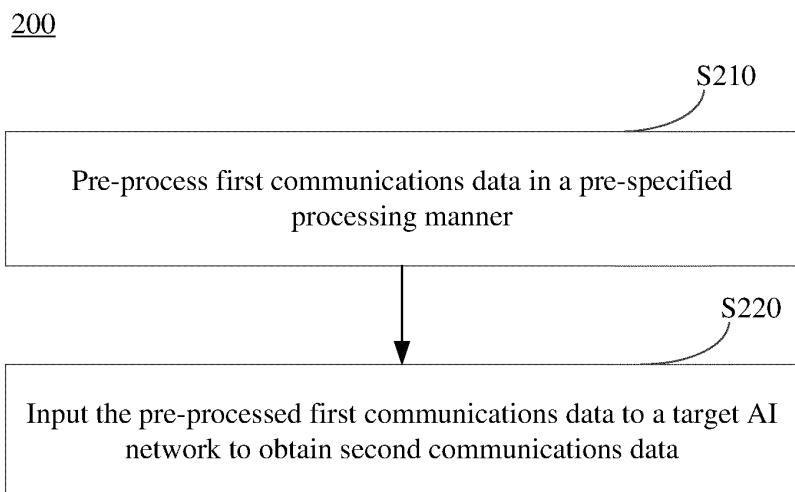 200
S210
Pre-process first communications data in a pre-specified
processing manner
S220
Input the pre-processed first communications data to a target AI
network to obtain second communications data